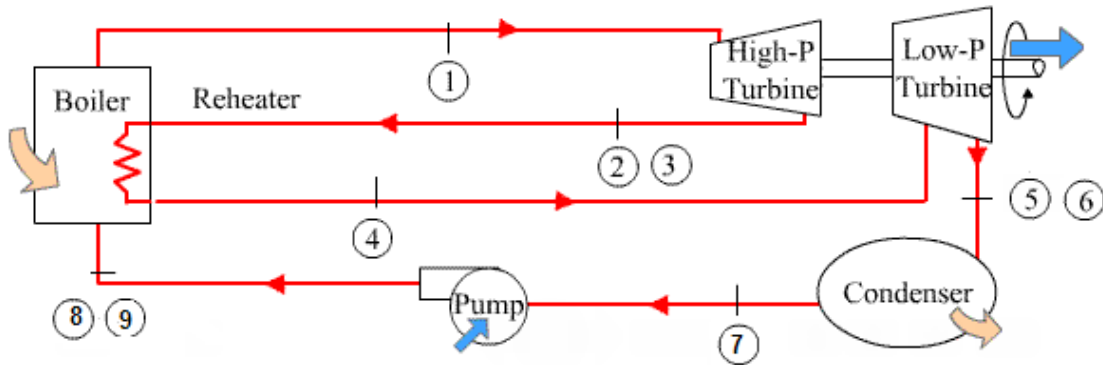 Boiler
Reheater
1
High-P
Turbine
Low-P
Turbine
2 3
4
5 6
8 9
Pump
7
Condenser